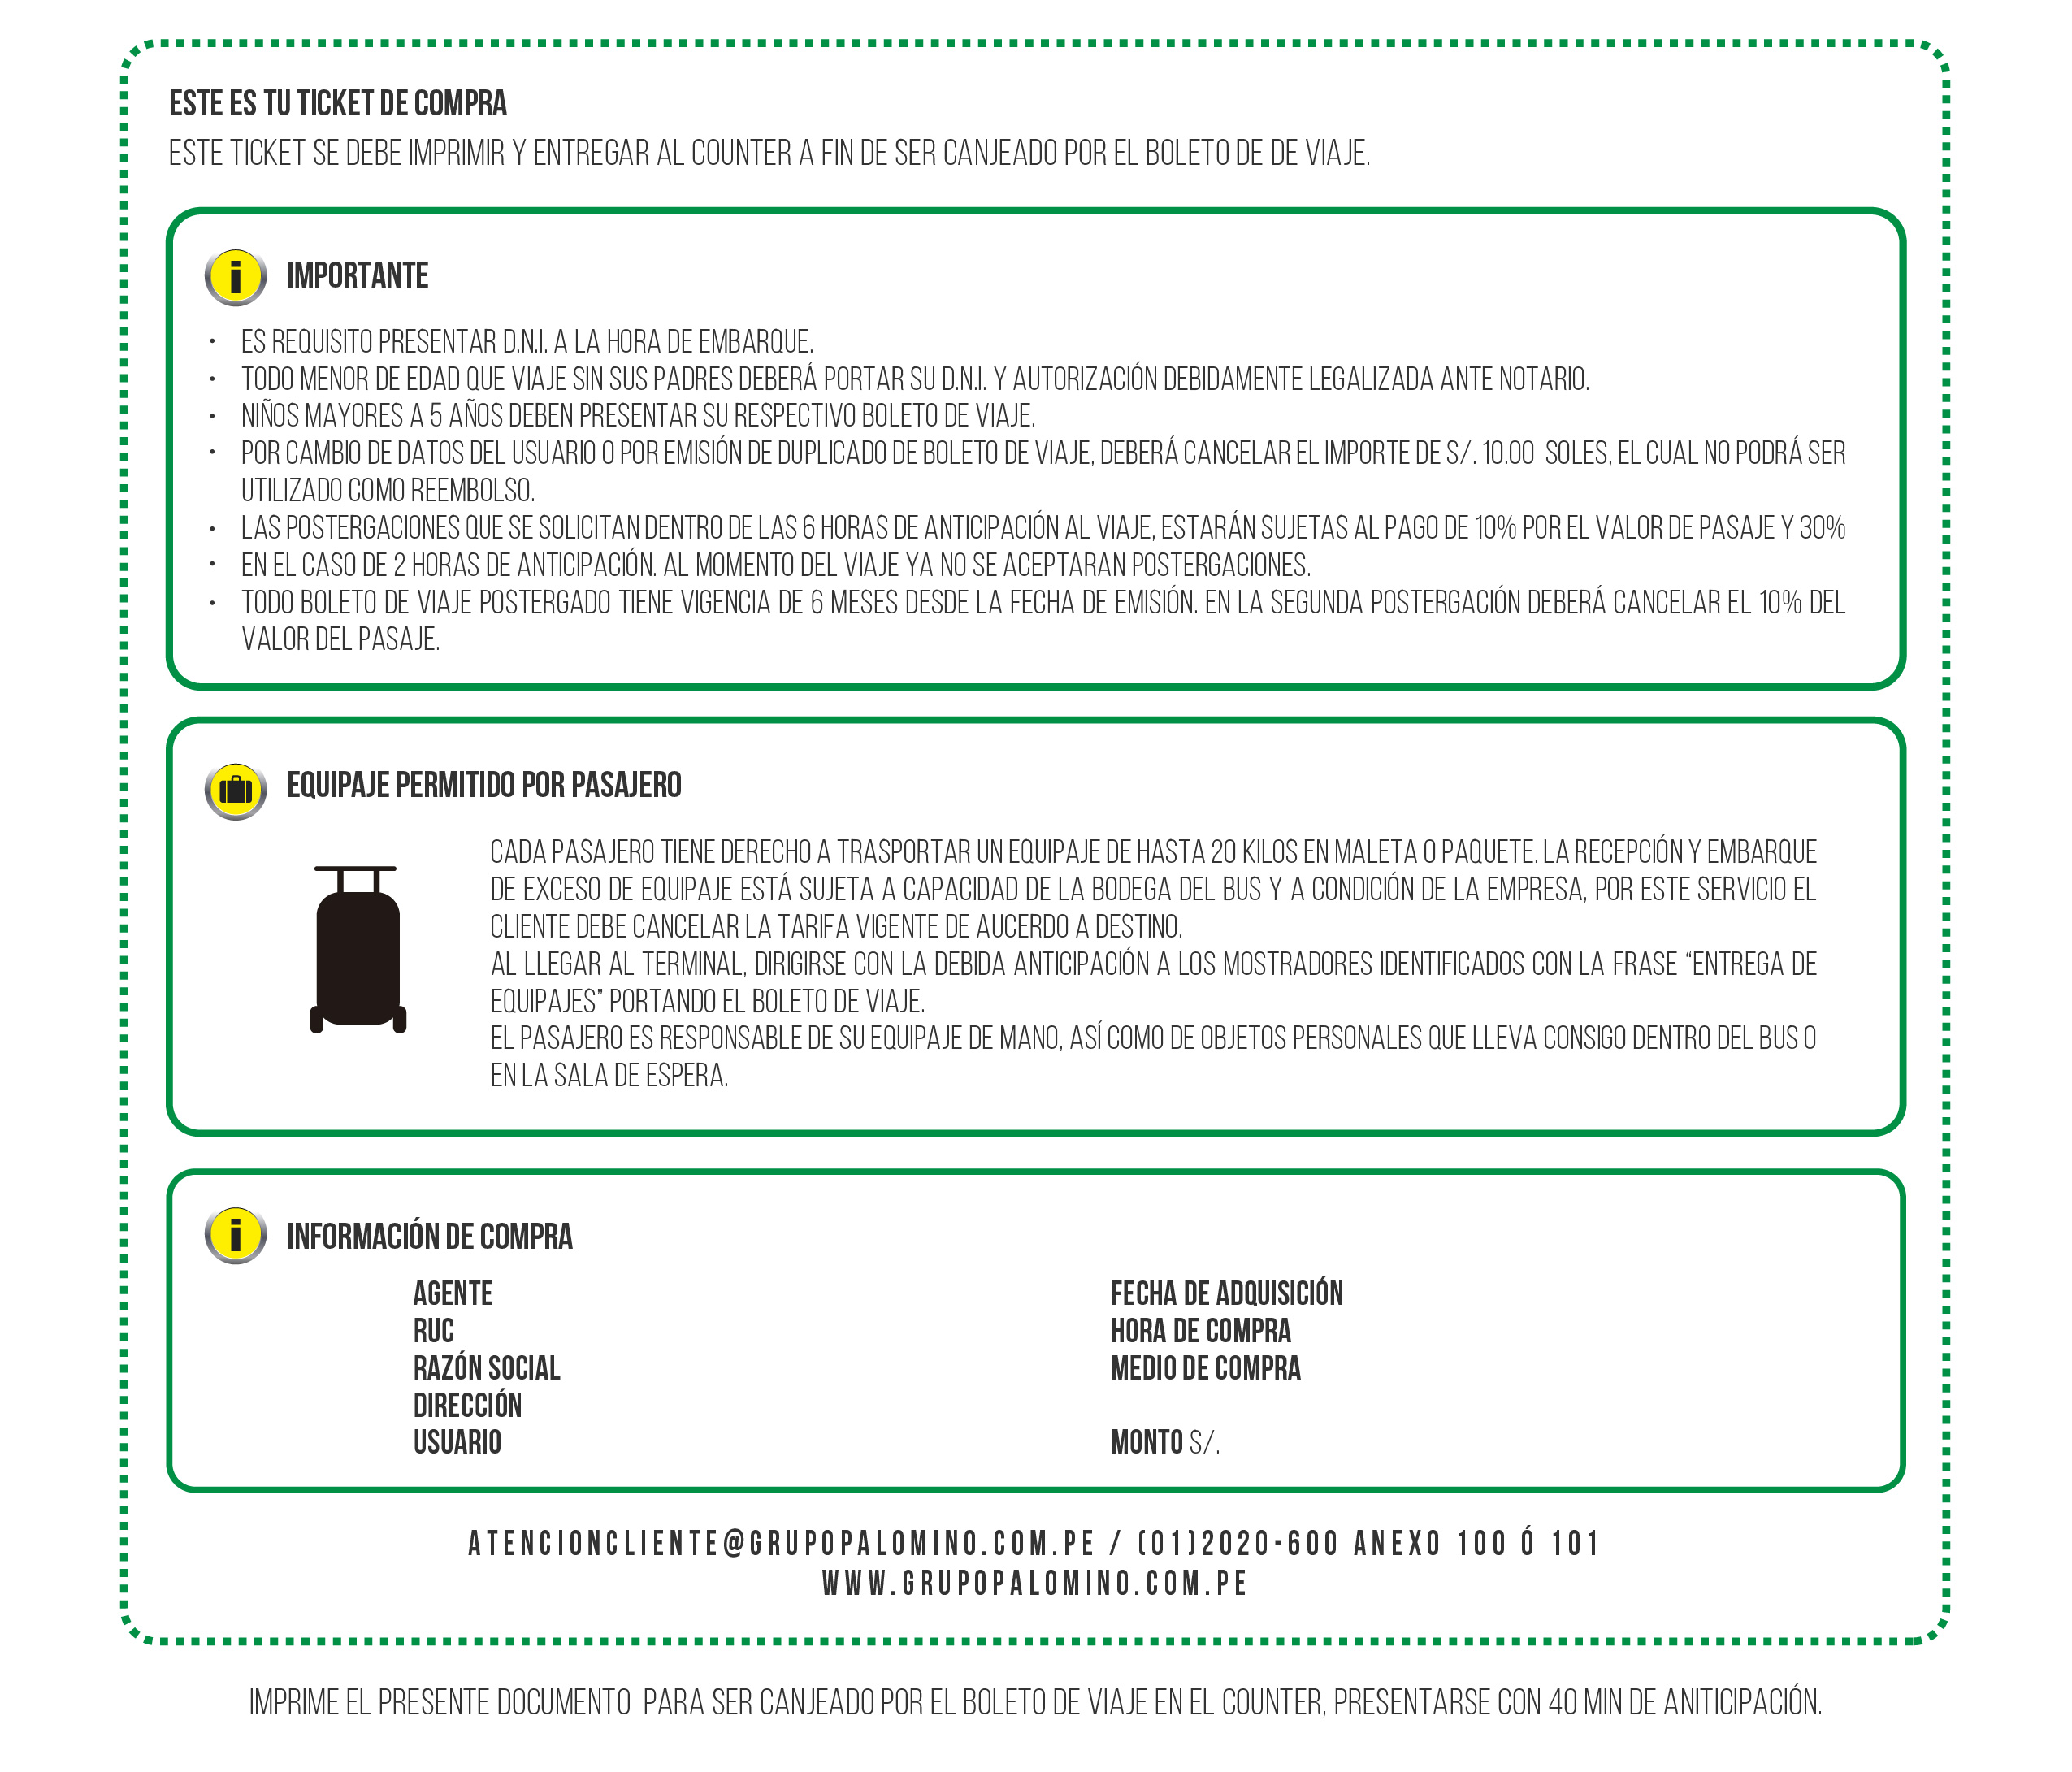 ESTE ES TU TICKET DE COMPRA
ESTE TICKET SE DEBE IMPRIMIR Y ENTREGAR AL COUNTER A FIN DE SER CANJEADO POR EL BOLETO DE DE VIAJE.
IMPORTANTE
• ES REQUISITO PRESENTAR D.N.I. A LA HORA DE EMBARQUE.
• TODO MENOR DE EDAD QUE VIAJE SIN SUS PADRES DEBERÁ PORTAR SU D.N.I. Y AUTORIZACIÓN DEBIDAMENTE LEGALIZADA ANTE NOTARIO.
• NIÑOS MAYORES A 5 AÑOS DEBEN PRESENTAR SU RESPECTIVO BOLETO DE VIAJE.
• POR CAMBIO DE DATOS DEL USUARIO O POR EMISIÓN DE DUPLICADO DE BOLETO DE VIAJE, DEBERÁ CANCELAR EL IMPORTE DE S/. 10.00 SOLES, EL CUAL NO PODRÁ SER
UTILIZADO COMO REEMBOLSO.
• LAS POSTERGACIONES QUE SE SOLICITAN DENTRO DE LAS 6 HORAS DE ANTICIPACIÓN AL VIAJE, ESTARÁN SUJETAS AL PAGO DE 10% POR EL VALOR DE PASAJE Y 30%
• EN EL CASO DE 2 HORAS DE ANTICIPACIÓN. AL MOMENTO DEL VIAJE YA NO SE ACEPTARAN POSTERGACIONES.
• TODO BOLETO DE VIAJE POSTERGADO TIENE VIGENCIA DE 6 MESES DESDE LA FECHA DE EMISIÓN. EN LA SEGUNDA POSTERGACIÓN DEBERÁ CANCELAR EL 10% DEL
VALOR DEL PASAJE.
EQUIPAJE PERMITIDO POR PASAJERO
CADA PASAJERO TIENE DERECHO A TRASPORTAR UN EQUIPAJE DE HASTA 20 KILOS EN MALETA O PAQUETE. LA RECEPCIÓN Y EMBARQUE
DE EXCESO DE EQUIPAJE ESTÁ SUJETA A CAPACIDAD DE LA BODEGA DEL BUS Y A CONDICIÓN DE LA EMPRESA, POR ESTE SERVICIO EL
CLIENTE DEBE CANCELAR LA TARIFA VIGENTE DE AUCERDO A DESTINO.
AL LLEGAR AL TERMINAL, DIRIGIRSE CON LA DEBIDA ANTICIPACIÓN A LOS MOSTRADORES IDENTIFICADOS CON LA FRASE “ENTREGA DE
EQUIPAJES” PORTANDO EL BOLETO DE VIAJE.
EL PASAJERO ES RESPONSABLE DE SU EQUIPAJE DE MANO, ASÍ COMO DE OBJETOS PERSONALES QUE LLEVA CONSIGO DENTRO DEL BUS O
EN LA SALA DE ESPERA.
INFORMACIÓN DE COMPRA
AGENTE
RUC
RAZÓN SOCIAL
DIRECCIÓN
USUARIO
FECHA DE ADQUISICIÓN
HORA DE COMPRA
MEDIO DE COMPRA
MONTO S/.
ATENCIONCLIENTE@GRUPOPALOMINO.COM.PE / (01)2020-600 ANEXO 100 Ó 101
WWW.GRUPOPALOMINO.COM.PE
IMPRIME EL PRESENTE DOCUMENTO PARA SER CANJEADO POR EL BOLETO DE VIAJE EN EL COUNTER, PRESENTARSE CON 40 MIN DE ANITICIPACIÓN.